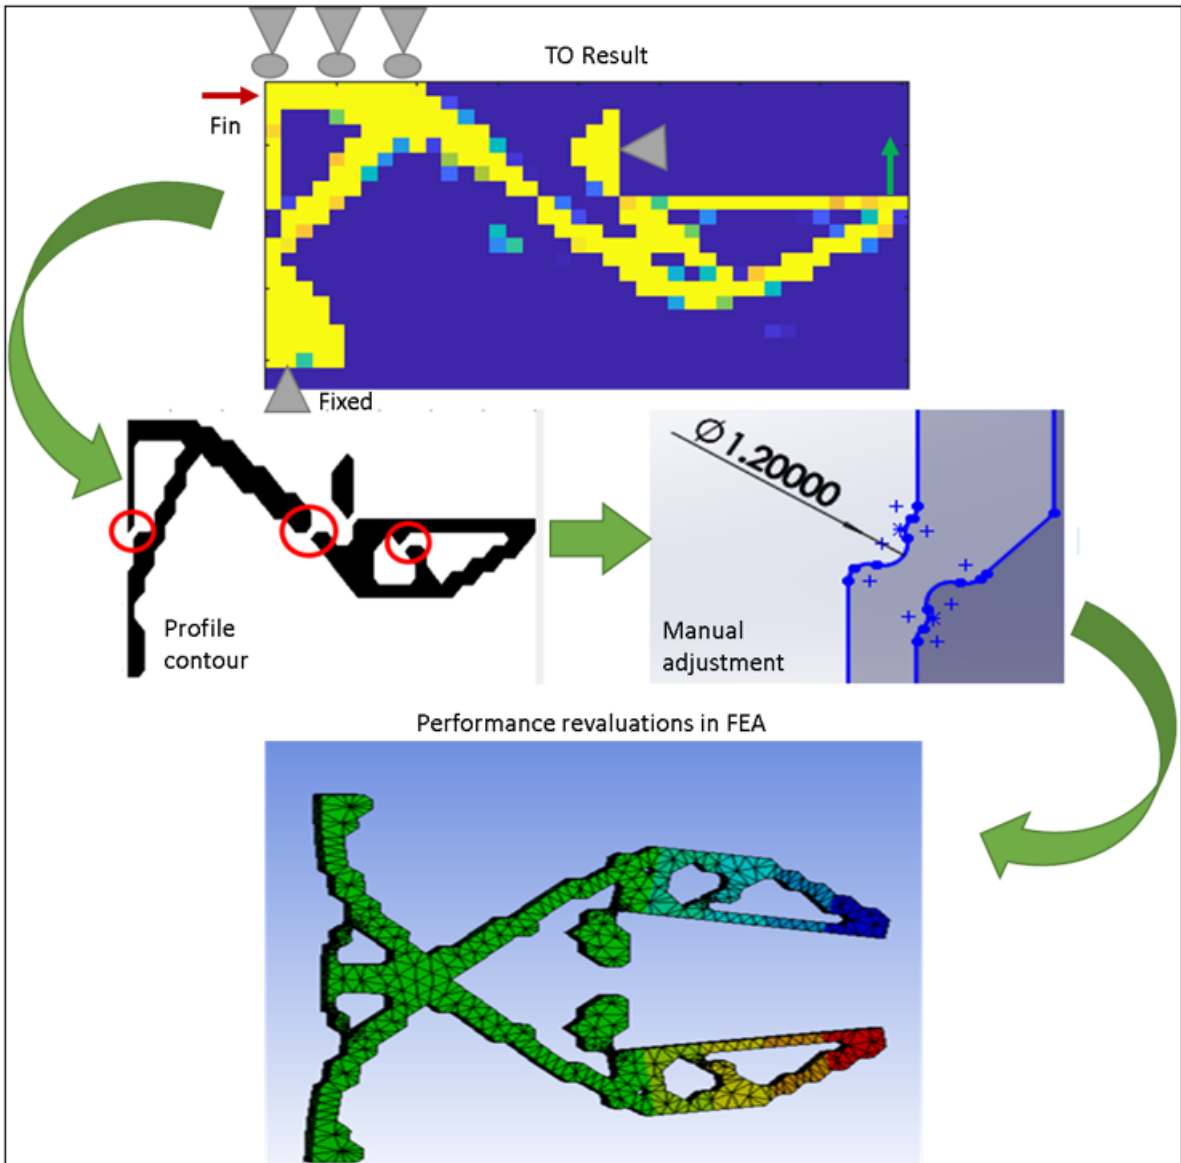 TO Result
Fin
Fixed
Ø1.20000
Profile
contour
Manual
adjustment
Performance revaluations in FEA